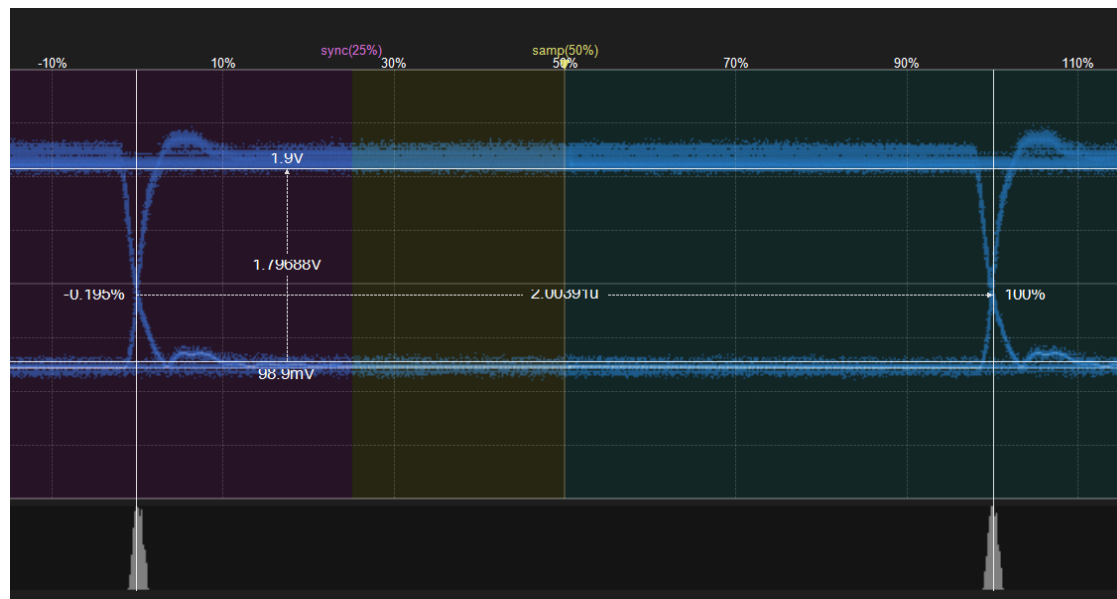 sync(25%) samp(50%)
-10% 10% 30% 50% 70% 90% 110%
1.9V
1.79688V
-0.195% 2.00391u 100%
98.9mV